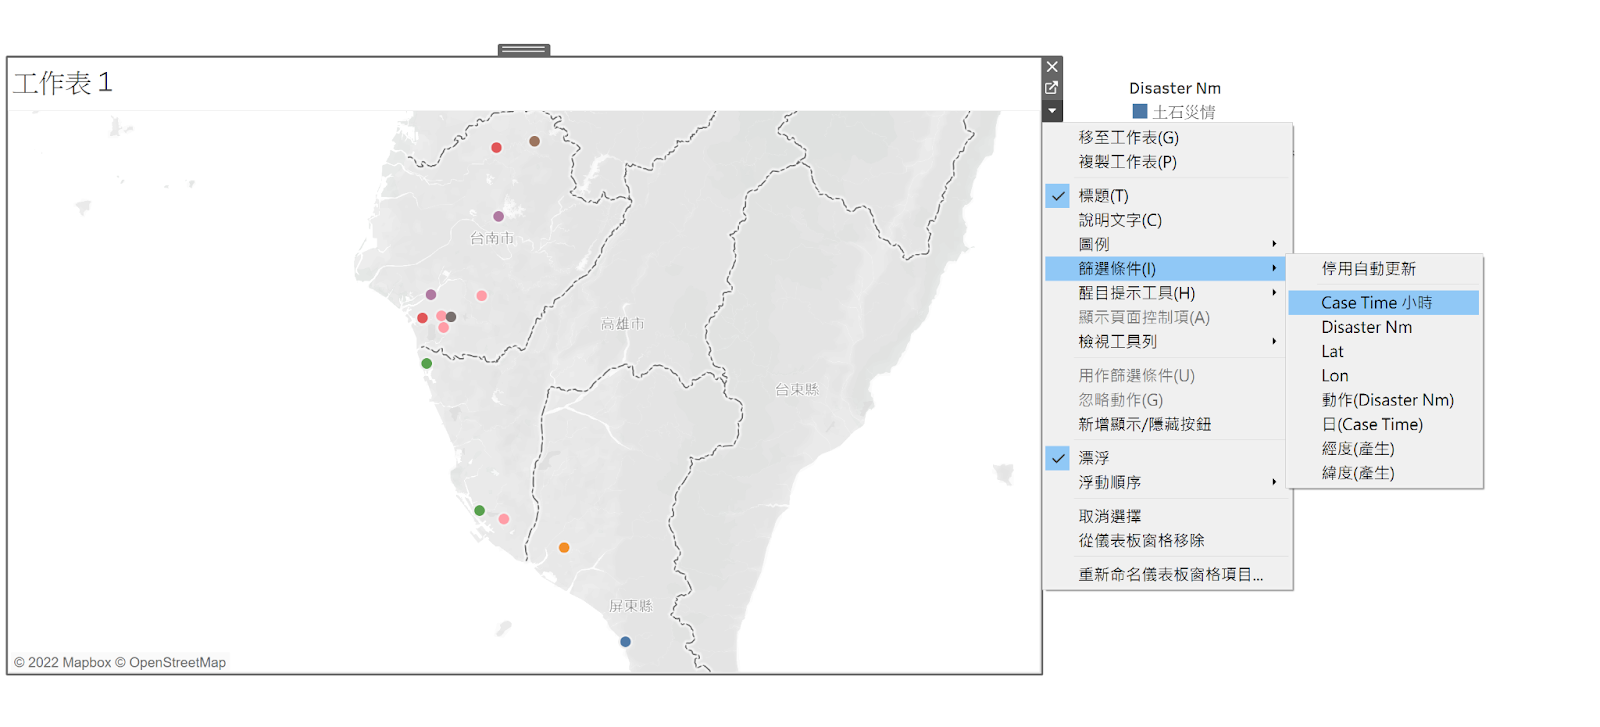 工作表 1
台南市
高雄市
台東縣
屏東縣
© 2022 Mapbox © OpenStreetMap
Disaster Nm
土石災情
移至工作表(G)
複製工作表(P)
標題(T)
說明文字(C)
圖例
篩選條件(I)
醒目提示工具(H)
顯示頁面控制項(A)
檢視工具列
用作篩選條件(U)
忽略動作(G)
新增顯示/隱藏按鈕
漂浮
浮動順序
取消選擇
從儀表板窗格移除
重新命名儀表板窗格項目...
停用自動更新
Case Time 小時
Disaster Nm
Lat
Lon
動作(Disaster Nm)
日(Case Time)
經度(產生)
緯度(產生)